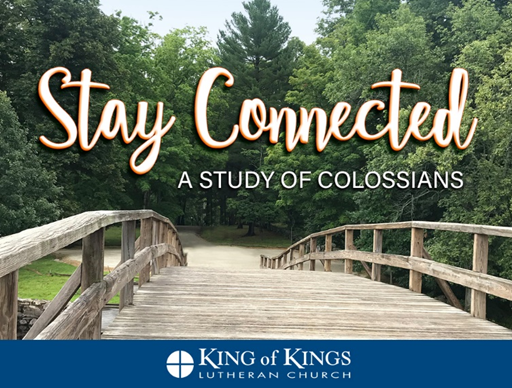 Stay Connected
A STUDY OF COLOSSIANS
KING of KINGS
LUTHERAN CHURCH